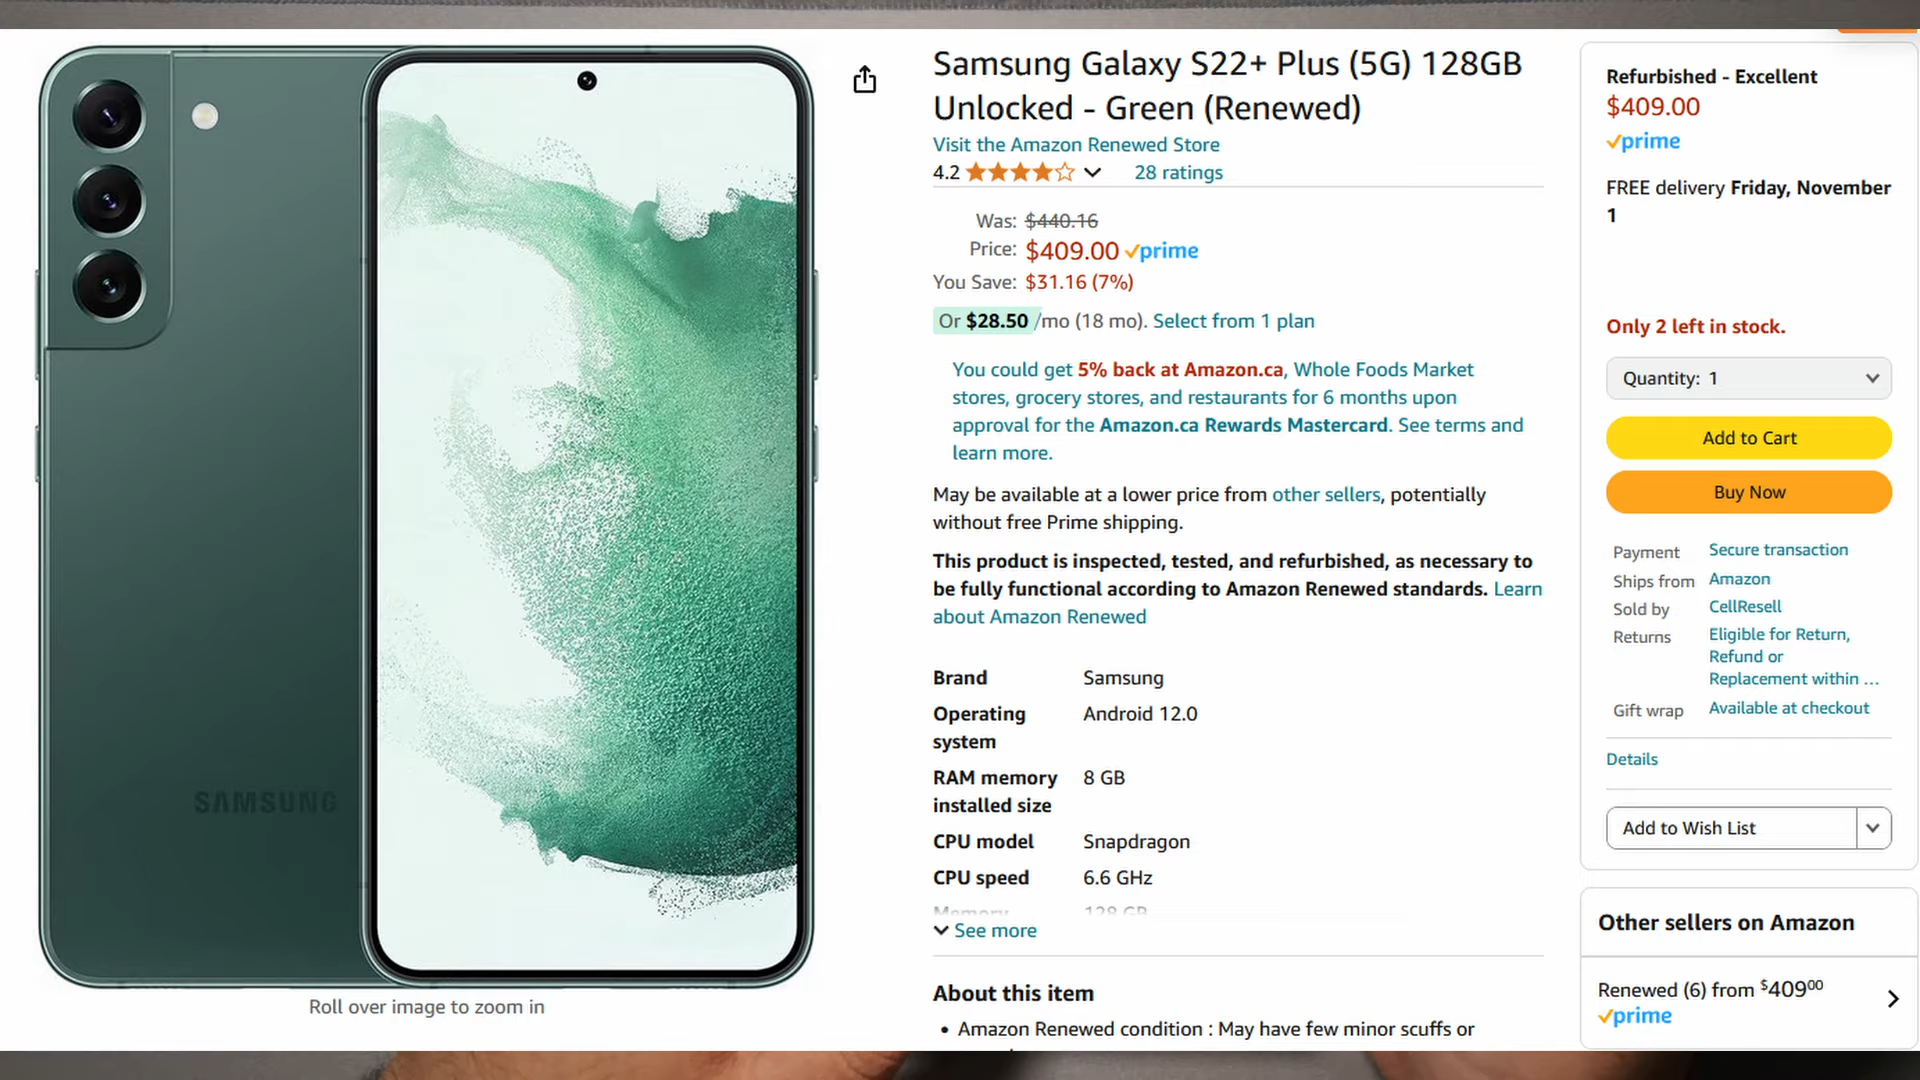 SAMSUNG
Roll over image to zoom in
Samsung Galaxy S22+ Plus (5G) 128GB
Unlocked - Green (Renewed)
Visit the Amazon Renewed Store
4.2 28 ratings
Was: $440.16
Price: $409.00 prime
You Save: $31.16 (7%)
Or $28.50 /mo (18 mo). Select from 1 plan
You could get 5% back at Amazon.ca, Whole Foods Market
stores, grocery stores, and restaurants for 6 months upon
approval for the Amazon.ca Rewards Mastercard. See terms and
learn more.
May be available at a lower price from other sellers, potentially
without free Prime shipping.
This product is inspected, tested, and refurbished, as necessary to
be fully functional according to Amazon Renewed standards. Learn
about Amazon Renewed
Brand Samsung
Operating Android 12.0
system
RAM memory 8 GB
installed size
CPU model Snapdragon
CPU speed 6.6 GHz
Memory 128 GB
See more
About this item
• Amazon Renewed condition : May have few minor scuffs or
Refurbished - Excellent
$409.00
prime
FREE delivery Friday, November
1
Only 2 left in stock.
Quantity: 1
Add to Cart
Buy Now
Payment Secure transaction
Ships from Amazon
Sold by CellResell
Returns Eligible for Return,
Refund or
Replacement within ...
Gift wrap Available at checkout
Details
Add to Wish List
Other sellers on Amazon
Renewed (6) from $40900
prime